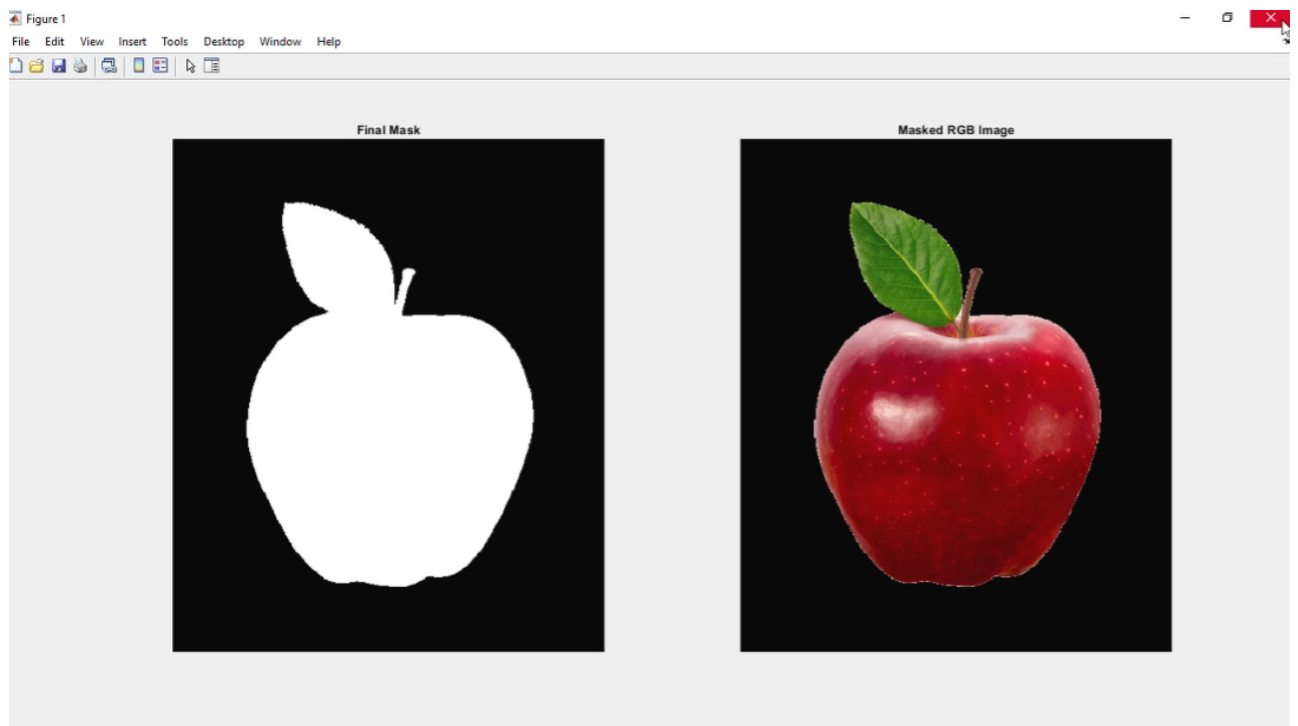 Figure 1
File Edit View Insert Tools Desktop Window Help
Final Mask
Masked RGB Image